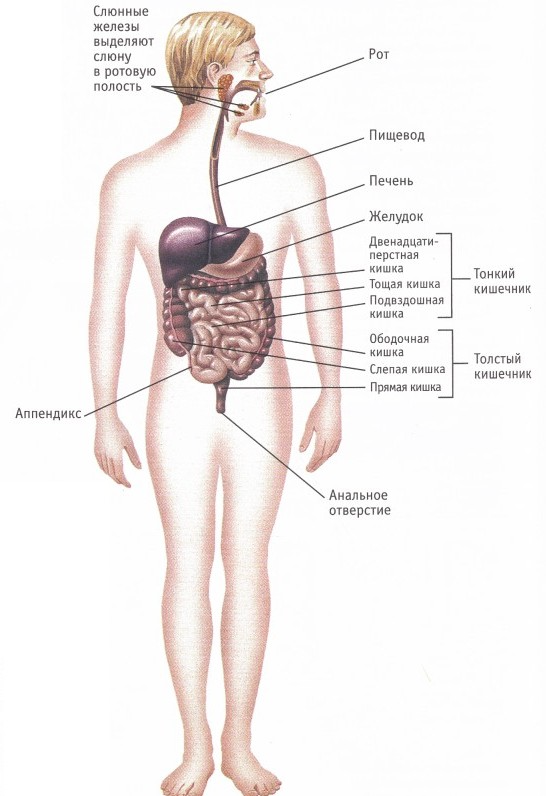 Слюнные
железы
выделяют
слюну
в ротовую
полость
Рот
Пищевод
Печень
Желудок
Двенадцати-
перстная
кишка
Тощая кишка
Подвздошная
кишка
Тонкий
кишечник
Ободочная
кишка
Слепая кишка
Прямая кишка
Толстый
кишечник
Аппендикс
Анальное
отверстие